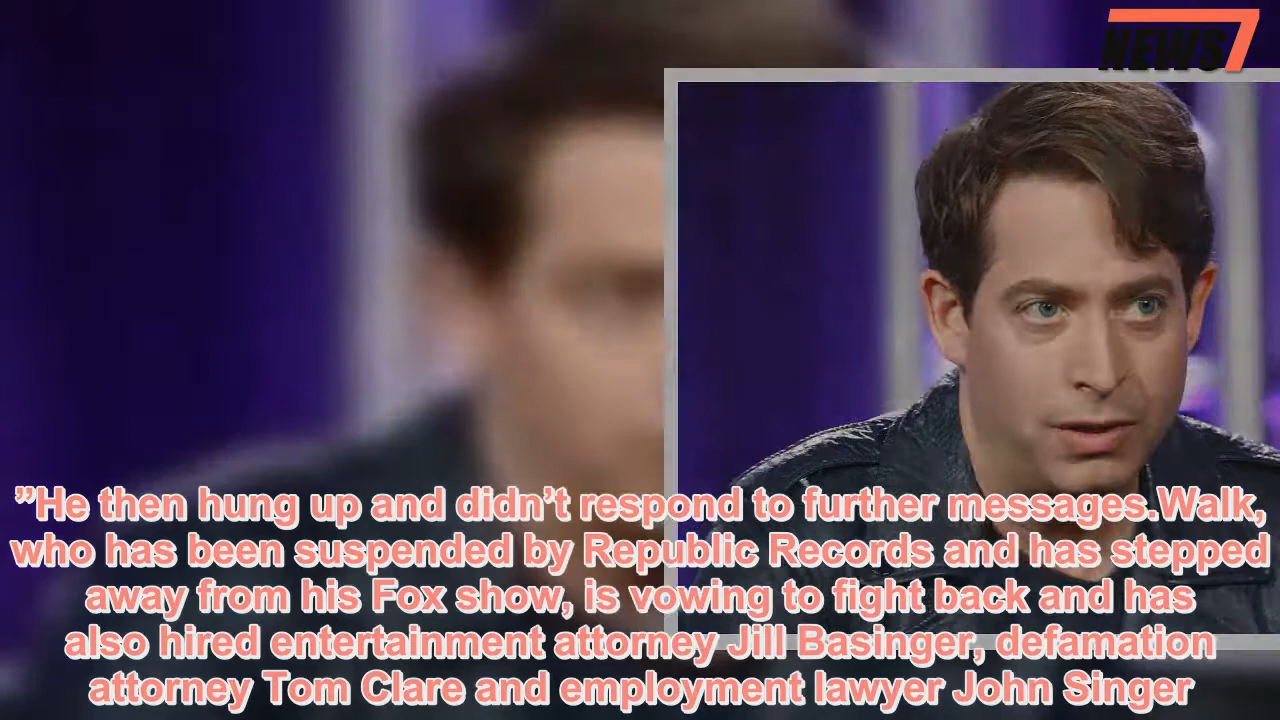 NEWS7
”He then hung up and didn’t respond to further messages.Walk,
who has been suspended by Republic Records and has stepped
away from his Fox show, is vowing to fight back and has
also hired entertainment attorney Jill Basinger, defamation
attorney Tom Clare and employment lawyer John Singer